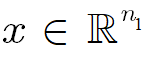 x ∈ ℝ^{n_1}